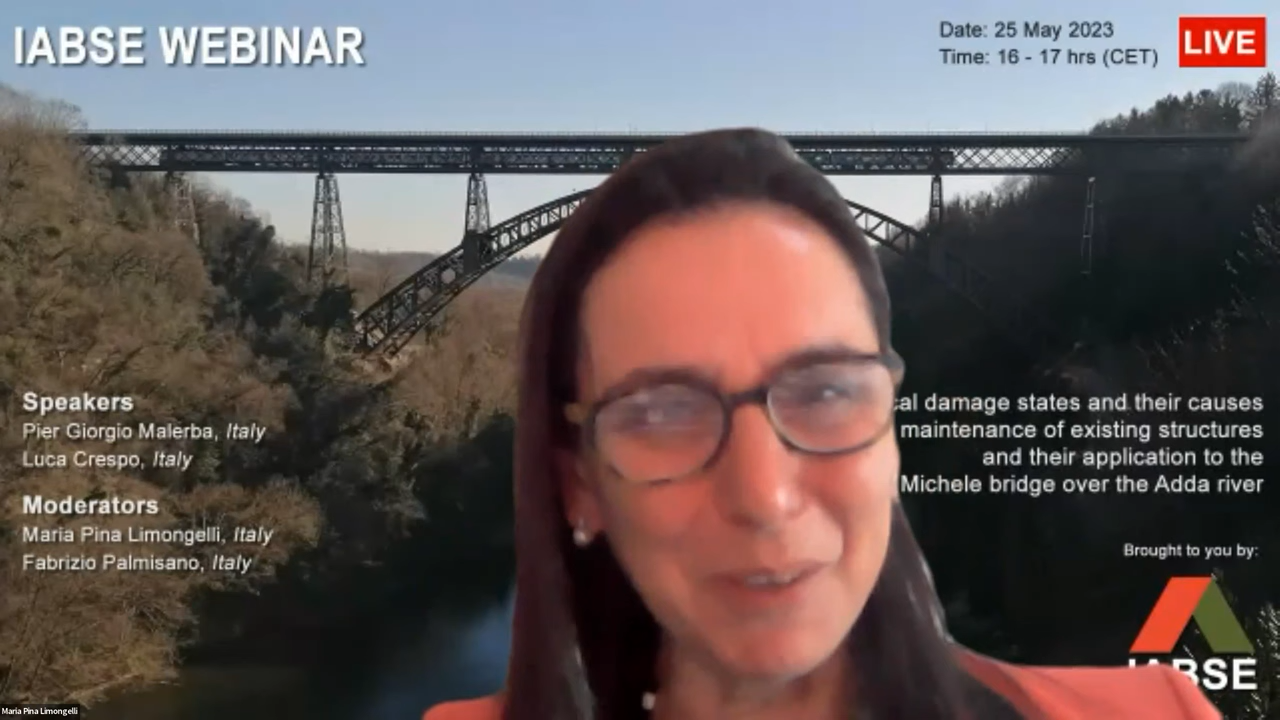 IABSE WEBINAR
Date: 25 May 2023
Time: 16 - 17 hrs (CET)
LIVE
Speakers
Pier Giorgio Malerba, Italy
Luca Crespo, Italy
Moderators
Maria Pina Limongelli, Italy
Fabrizio Palmisano, Italy
cal damage states and their causes
maintenance of existing structures
and their application to the
Michele bridge over the Adda river
Brought to you by:
IABSE
Maria Pina Limongelli